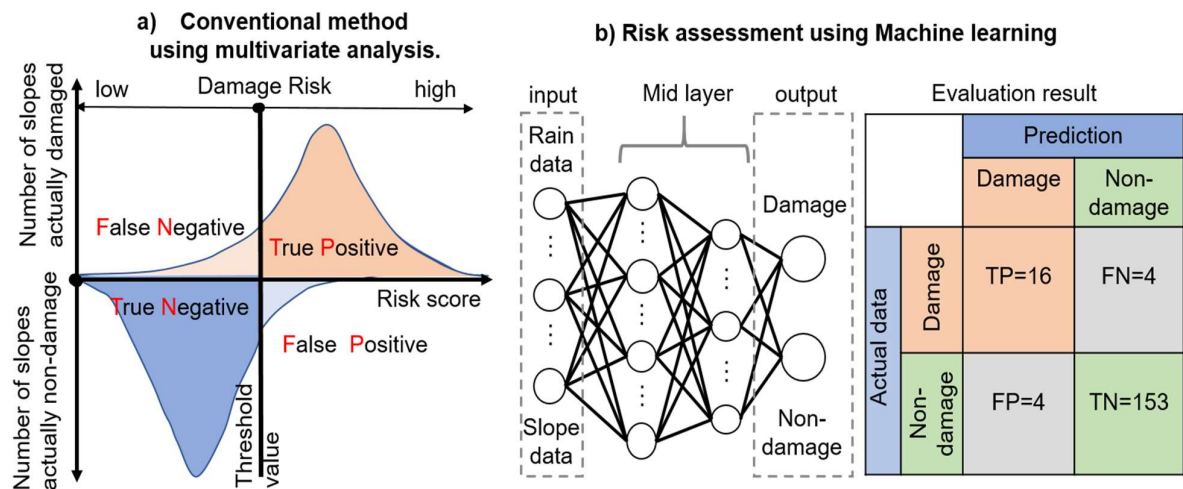 a) Conventional method
using multivariate analysis.
low
Damage Risk
high
Number of slopes
actually damaged
False Negative
True Positive
True Negative
Risk score
False Positive
Number of slopes
actually non-damage
Threshold
value
b) Risk assessment using Machine learning
input
Mid layer
output
Rain
data
Slope
data
Damage
Non-
damage
Evaluation result
Prediction
Damage
Non-
damage
Actual data
Damage
TP=16
FN=4
Non-
damage
FP=4
TN=153